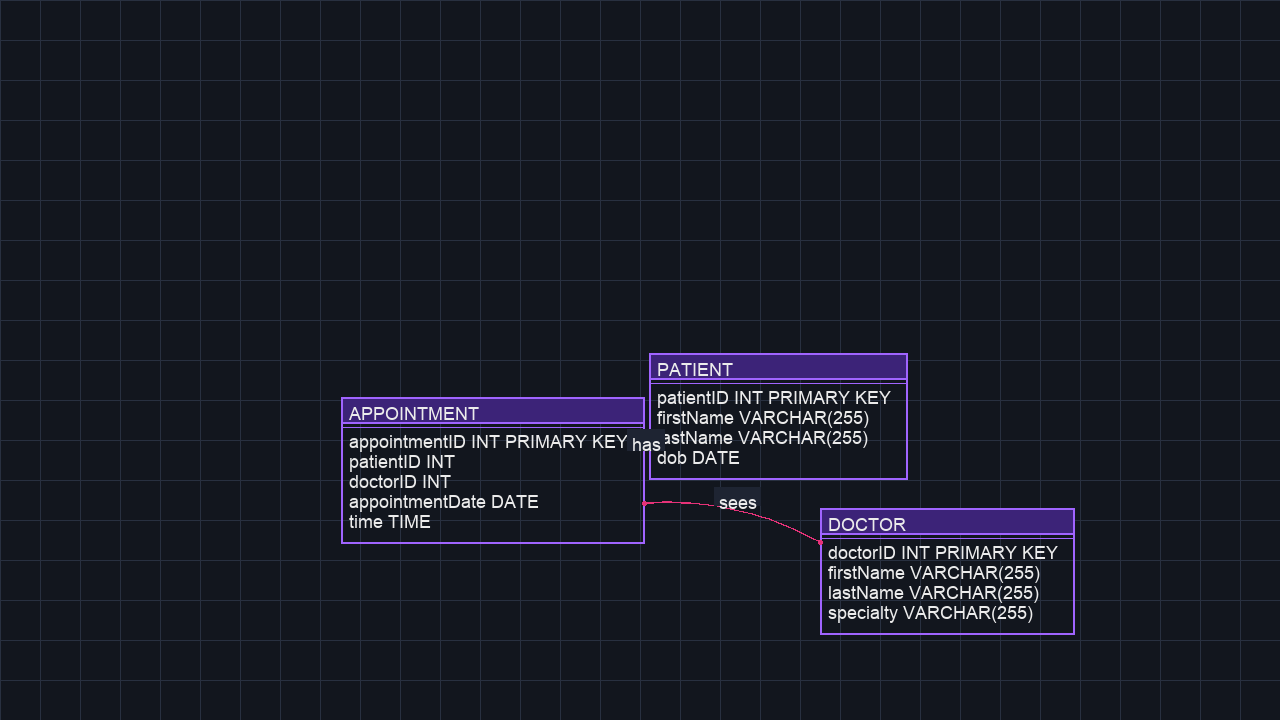 PATIENT
patientID INT PRIMARY KEY
firstName VARCHAR(255)
lastName VARCHAR(255)
dob DATE
APPOINTMENT
appointmentID INT PRIMARY KEY
patientID INT
doctorID INT
appointmentDate DATE
time TIME
has
sees
DOCTOR
doctorID INT PRIMARY KEY
firstName VARCHAR(255)
lastName VARCHAR(255)
specialty VARCHAR(255)